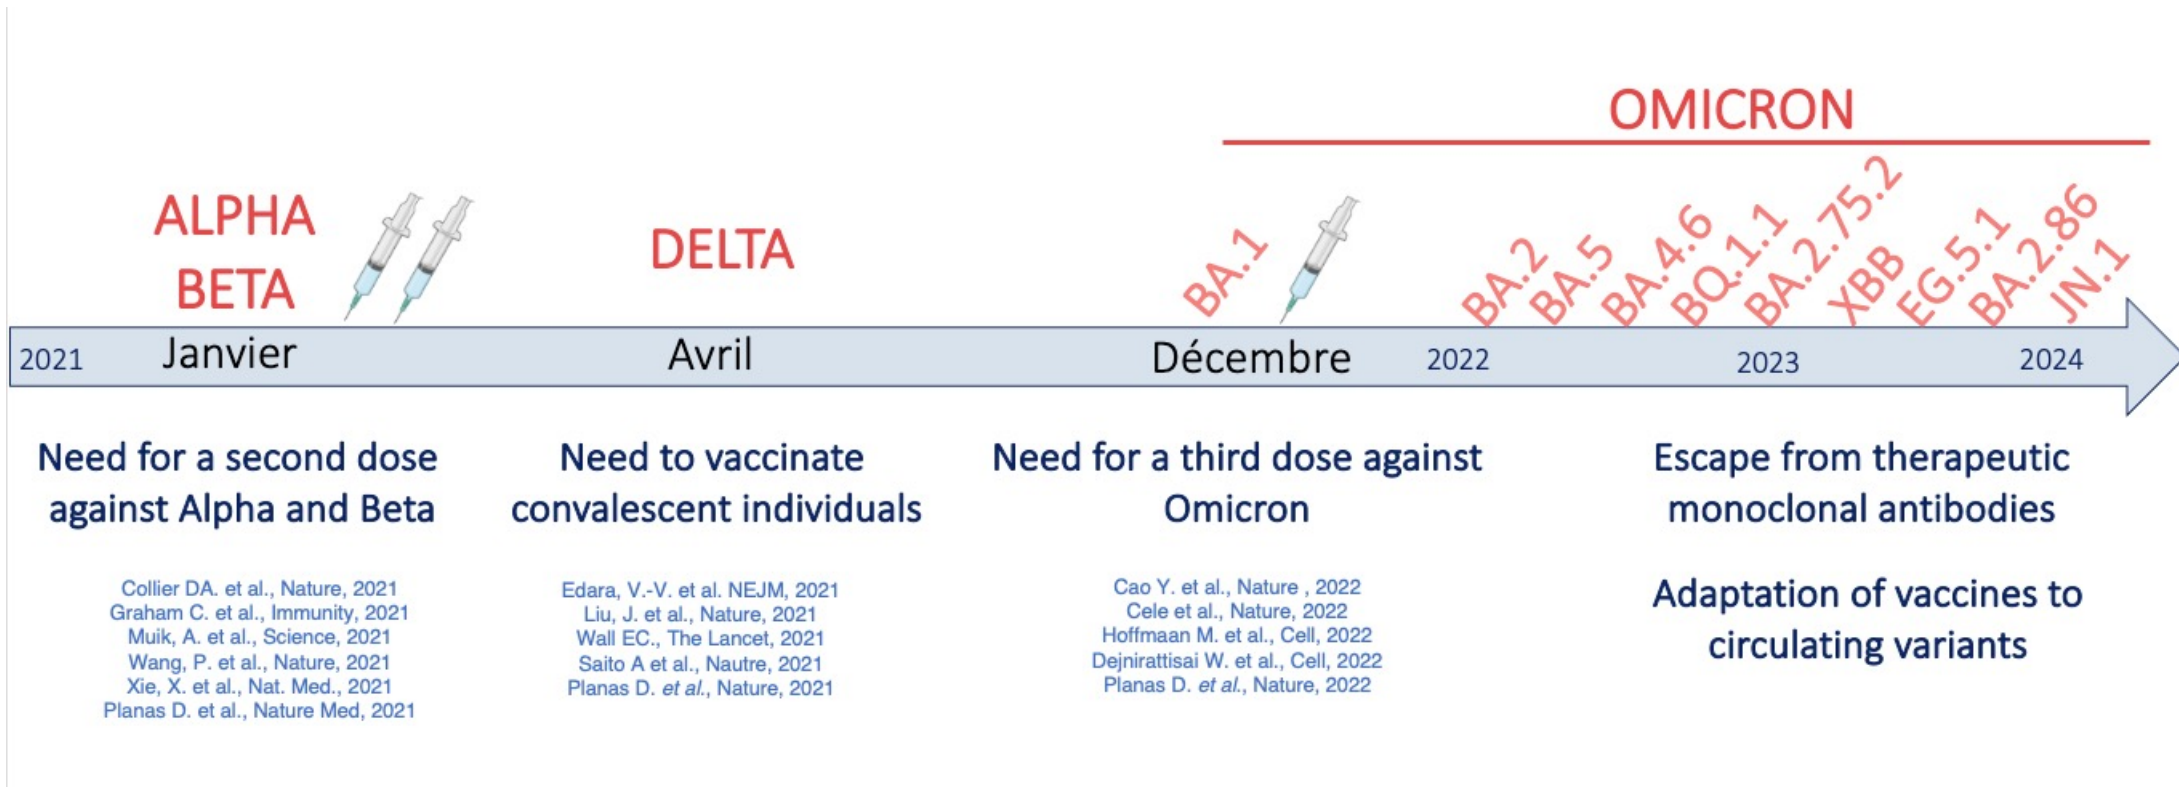 OMICRON
ALPHA
BETA
DELTA
BA.1
BA.2
BA.5
BA.4.6
BQ.1.1
BA.2.75.2
XBB
EG.5.1
BA.2.86
JN.1
2021
Janvier
Avril
Décembre
2022
2023
2024
Need for a second dose
against Alpha and Beta
Collier DA. et al., Nature, 2021
Graham C. et al., Immunity, 2021
Muik, A. et al., Science, 2021
Wang, P. et al., Nature, 2021
Xie, X. et al., Nat. Med., 2021
Planas D. et al., Nature Med, 2021
Need to vaccinate
convalescent individuals
Edara, V.-V. et al. NEJM, 2021
Liu, J. et al., Nature, 2021
Wall EC., The Lancet, 2021
Saito A et al., Nautre, 2021
Planas D. et al., Nature, 2021
Need for a third dose against
Omicron
Cao Y. et al., Nature , 2022
Cele et al., Nature, 2022
Hoffmaan M. et al., Cell, 2022
Dejnirattisai W. et al., Cell, 2022
Planas D. et al., Nature, 2022
Escape from therapeutic
monoclonal antibodies
Adaptation of vaccines to
circulating variants